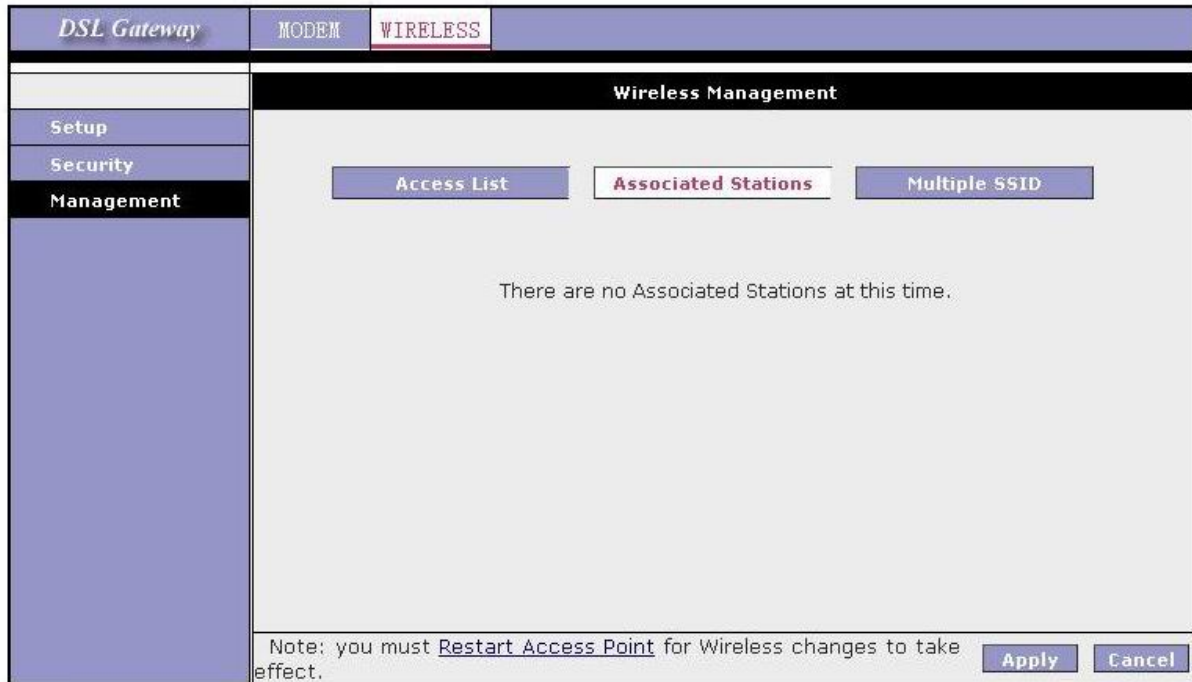 DSL Gateway
MODEM
WIRELESS
Wireless Management
Setup
Security
Management
Access List
Associated Stations
Multiple SSID
There are no Associated Stations at this time.
Note: you must Restart Access Point for Wireless changes to take
effect.
Apply
Cancel